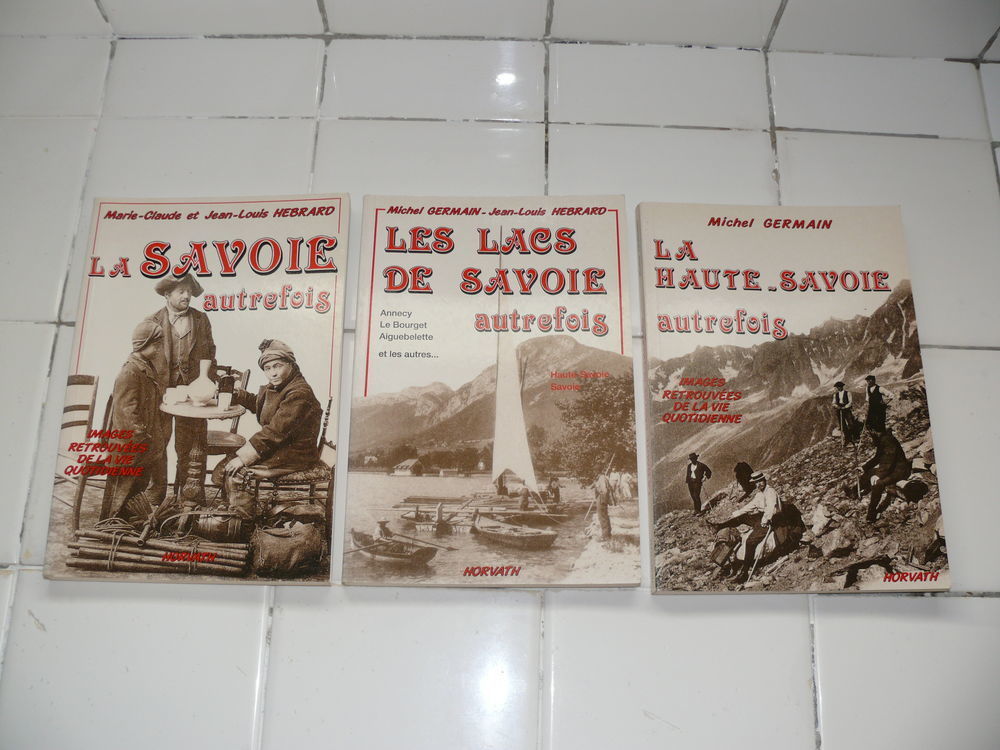 Marie-Claude et Jean-Louis HEBRARD
LA SAVOIE
autrefois
IMAGES
RETROUVÉES
DE LA VIE
QUOTIDIENNE
HORVATH
Michel GERMAIN - Jean-Louis HEBRARD
LES LACS
DE SAVOIE
autrefois
Annecy
Le Bourget
Aiguebelette
et les autres...
Haute-Savoie
Savoie
HORVATH
Michel GERMAIN
LA
HAUTE-SAVOIE
autrefois
IMAGES
RETROUVÉES
DE LA VIE
QUOTIDIENNE
HORVATH